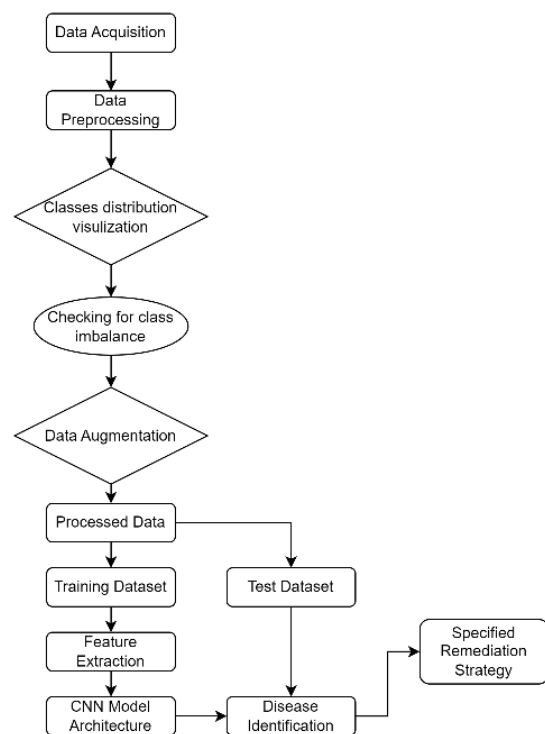 Data Acquisition
Data
Preprocessing
Classes distribution
visulization
Checking for class
imbalance
Data Augmentation
Processed Data
Training Dataset
Test Dataset
Feature
Extraction
Specified
Remediation
Strategy
CNN Model
Architecture
Disease
Identification